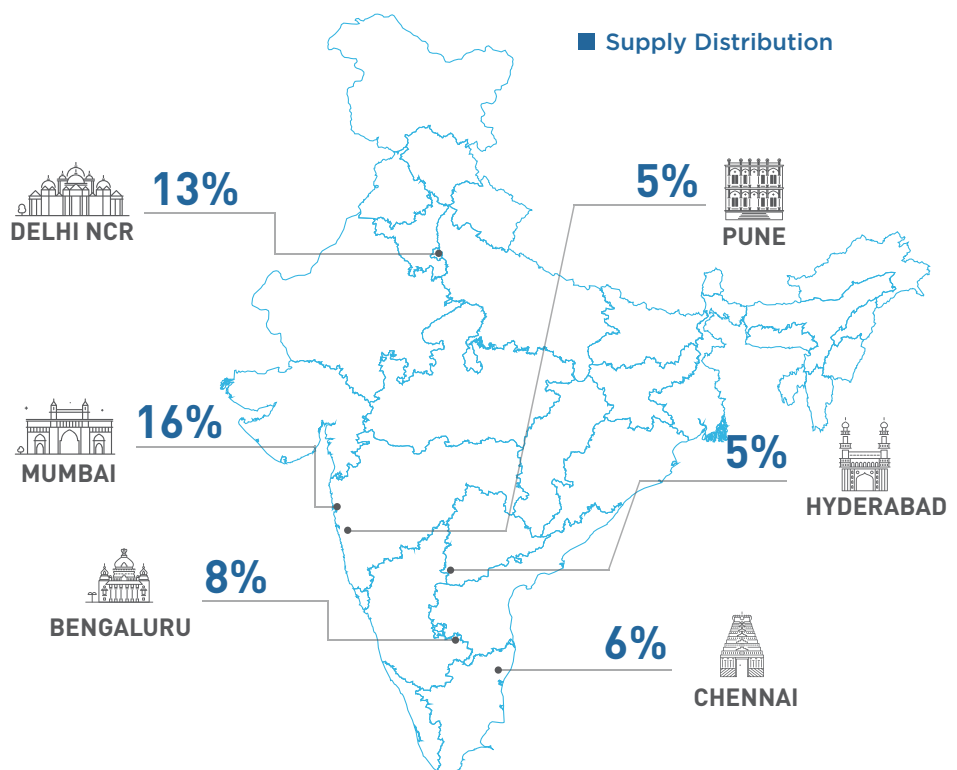 Supply Distribution
13%
DELHI NCR
5%
PUNE
16%
MUMBAI
5%
HYDERABAD
8%
BENGALURU
6%
CHENNAI